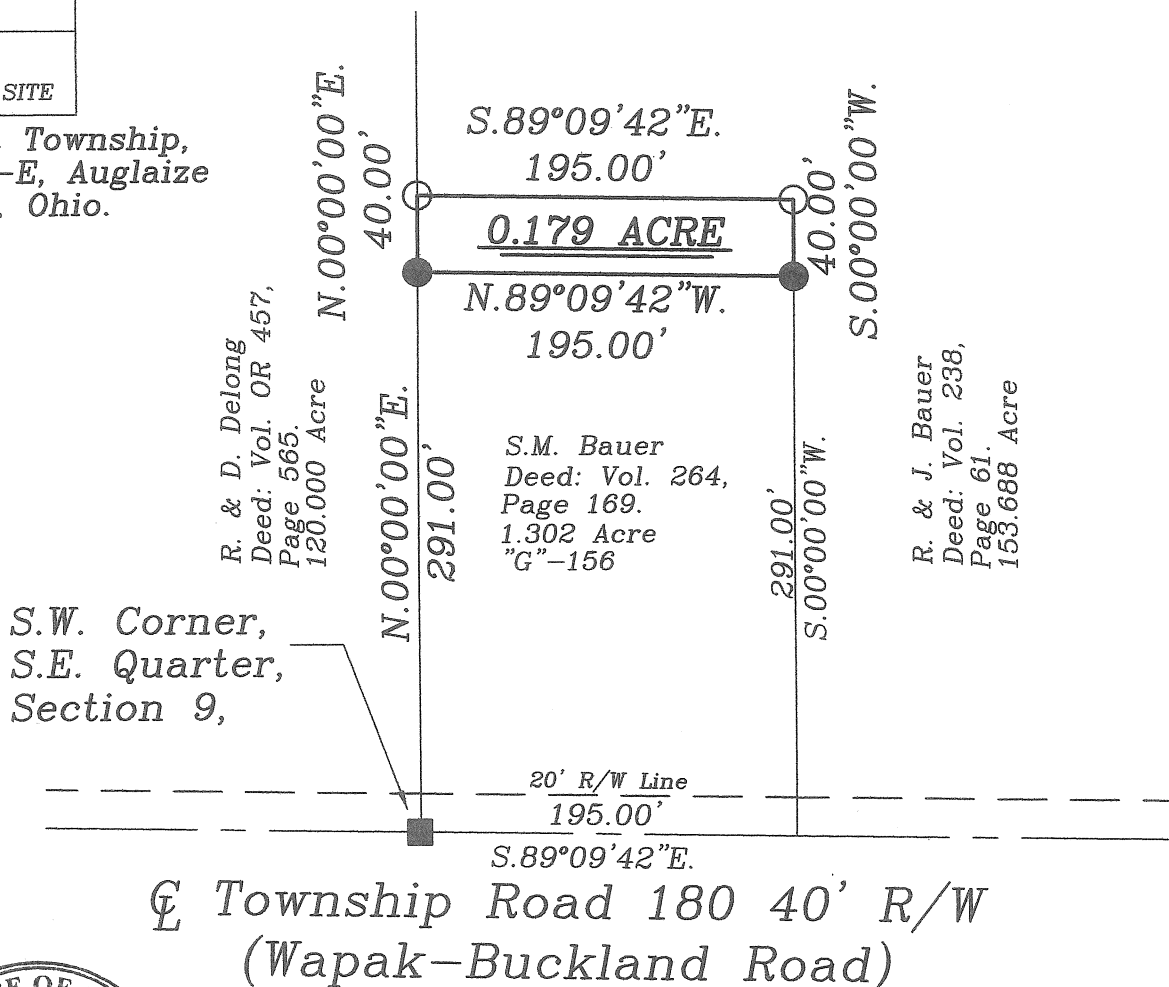 SITE
Township,
-E, Auglaize
Ohio.
N.00°00'00"E.
40.00'
S.89°09'42"E.
195.00'
40.00'
S.00°00'00"W.
0.179 ACRE
N.89°09'42"W.
195.00'
R. & D. Delong
Deed: Vol. OR 457,
Page 565.
120.000 Acre
N.00°00'00"E.
291.00'
S.M. Bauer
Deed: Vol. 264,
Page 169.
1.302 Acre
"G"-156
291.00'
S.00°00'00"W.
R. & J. Bauer
Deed: Vol. 238,
Page 61.
153.688 Acre
S.W. Corner,
S.E. Quarter,
Section 9,
20' R/W Line
195.00'
S.89°09'42"E.
℄ Township Road 180 40' R/W
(Wapak-Buckland Road)
OF